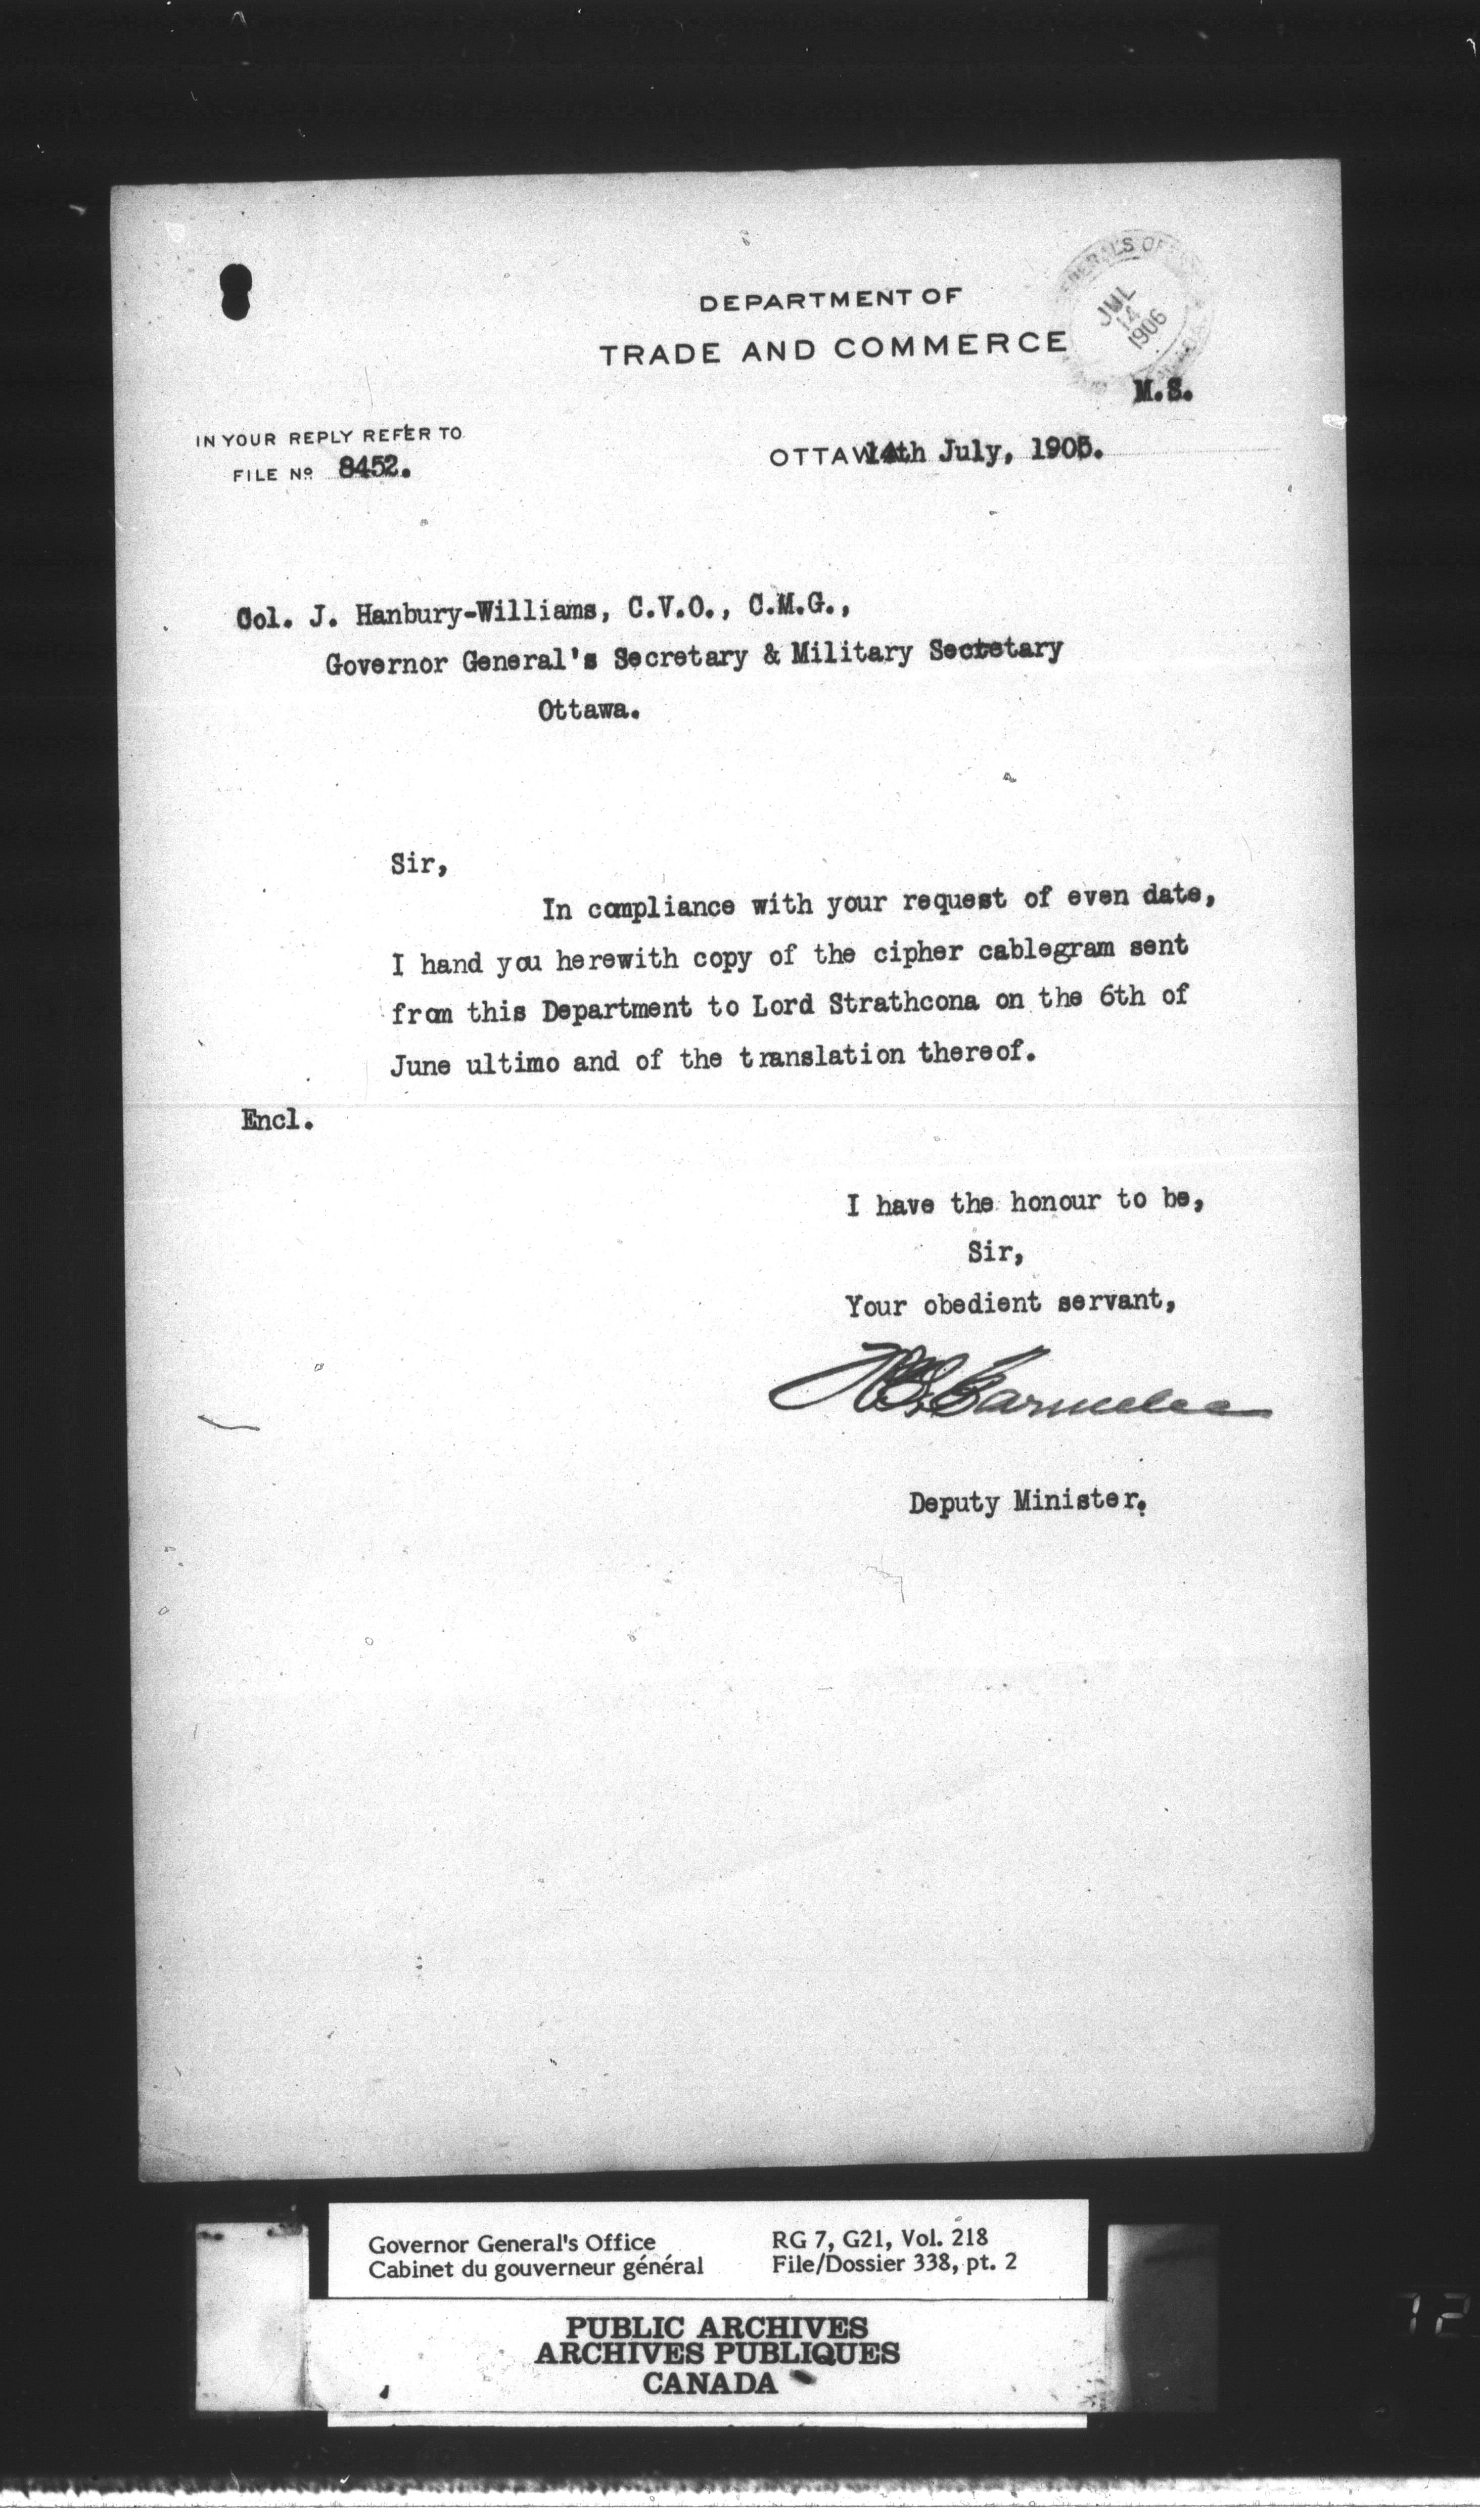 DEPARTMENT OF
TRADE AND COMMERCE
JUL
14
1906
M.S.
IN YOUR REPLY REFER TO
FILE No 8452.
OTTAWA 14th July, 1906.
Col. J. Hanbury-Williams, C.V.O., C.M.G.,
Governor General's Secretary & Military Sectetary
Ottawa.
Sir,
In compliance with your request of even date,
I hand you herewith copy of the cipher cablegram sent
from this Department to Lord Strathcona on the 6th of
June ultimo and of the translation thereof.
Encl.
I have the honour to be,
Sir,
Your obedient servant,
Deputy Minister.
Governor General's Office
Cabinet du gouverneur général
RG 7, G21, Vol. 218
File/Dossier 338, pt. 2
PUBLIC ARCHIVES
ARCHIVES PUBLIQUES
CANADA
72